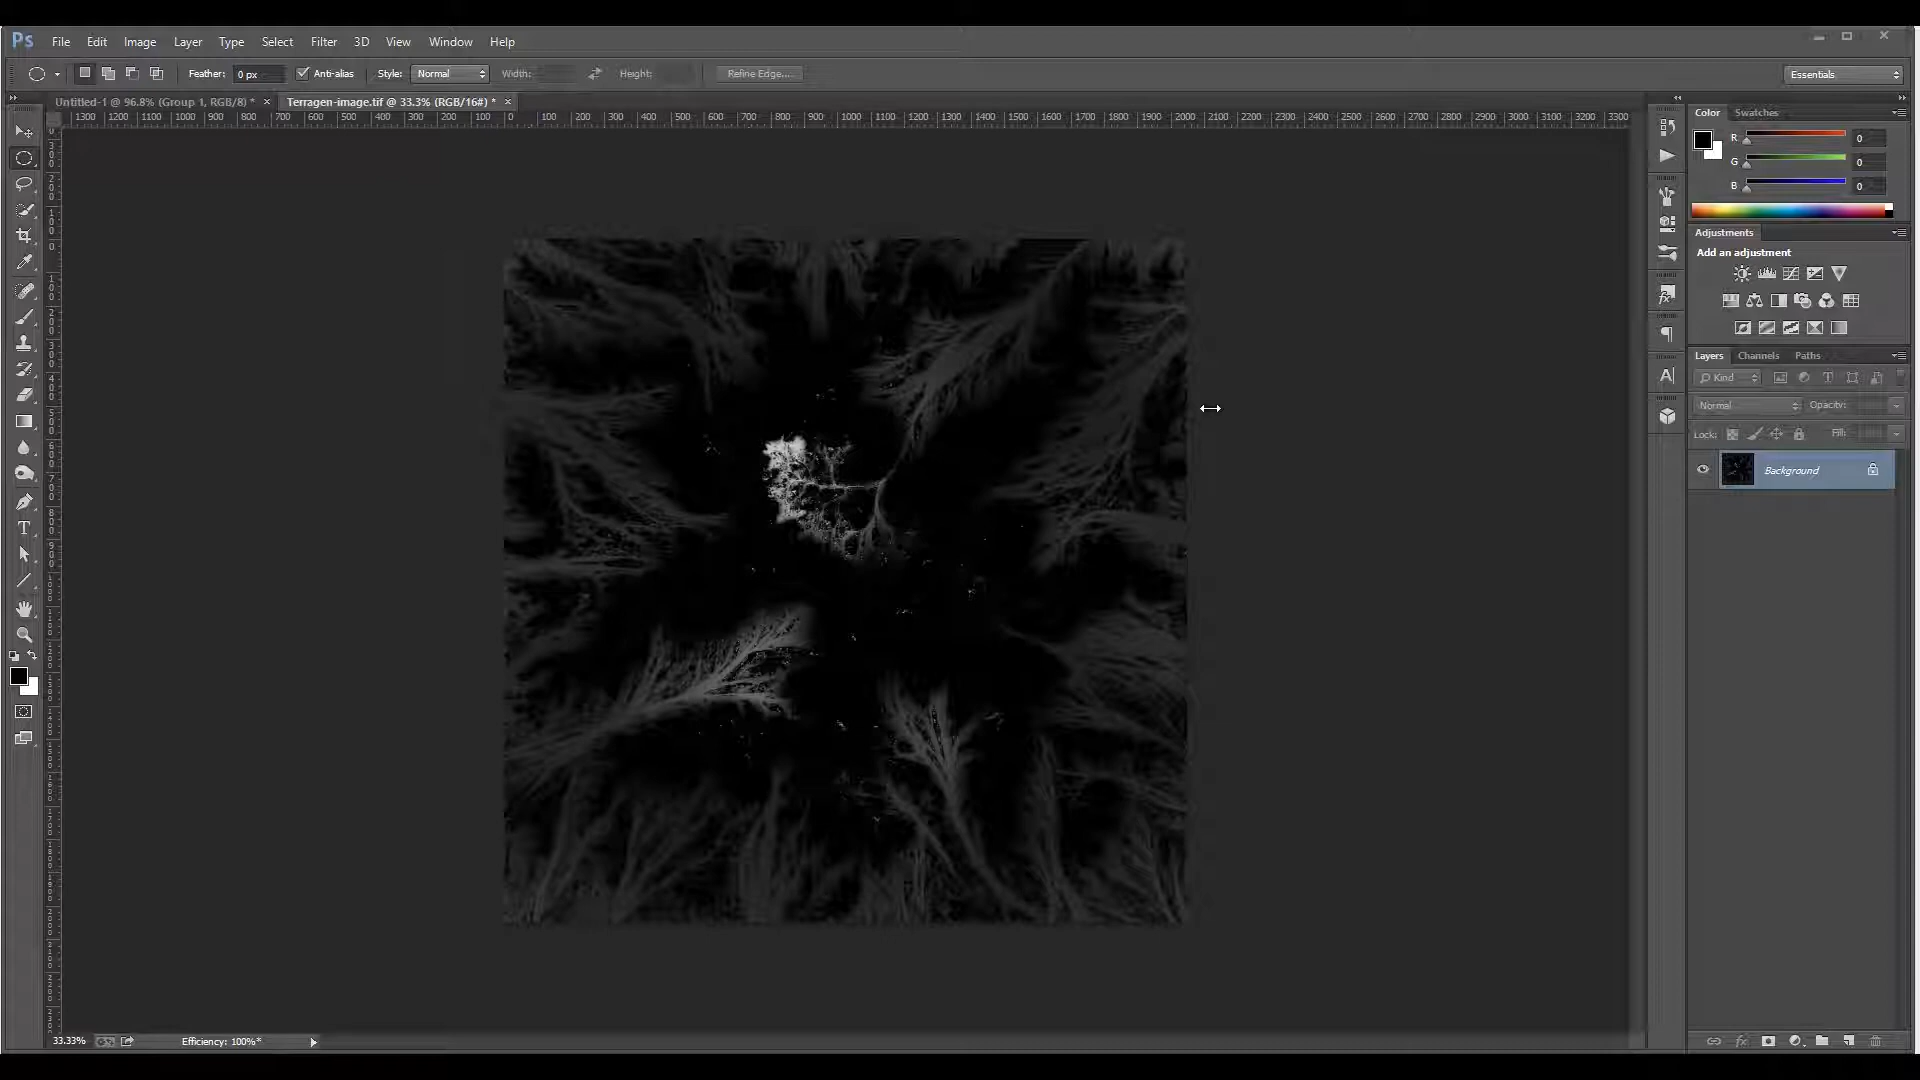 Ps File Edit Image Layer Type Select Filter 3D View Window Help
Feather: 0 px Anti-alias Style: Normal Width: Height: Refine Edge... Essentials
Untitled-1 @ 96.8% (Group 1, RGB/8) * × Terragen-image.tif @ 33.3% (RGB/16#) * ×
1300 1200 1100 1000 900 800 700 600 500 400 300 200 100 0 100 200 300 400 500 600 700 800 900 1000 1100 1200 1300 1400 1500 1600 1700 1800 1900 2000 2100 2200 2300 2400 2500 2600 2700 2800 2900 3000 3100 3200 3300
Color Swatches
R 0
G 0
B 0
Adjustments
Add an adjustment
Layers Channels Paths
Kind
Normal Opacity:
Lock: Fill:
Background
33.33% Efficiency: 100%*